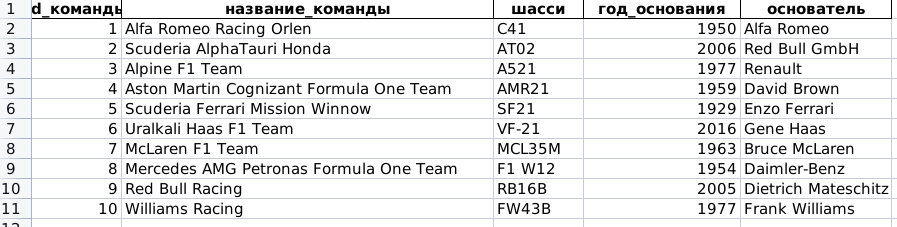 1 d_команды название_команды шасси год_основания основатель
2 1 Alfa Romeo Racing Orlen C41 1950 Alfa Romeo
3 2 Scuderia AlphaTauri Honda AT02 2006 Red Bull GmbH
4 3 Alpine F1 Team A521 1977 Renault
5 4 Aston Martin Cognizant Formula One Team AMR21 1959 David Brown
6 5 Scuderia Ferrari Mission Winnow SF21 1929 Enzo Ferrari
7 6 Uralkali Haas F1 Team VF-21 2016 Gene Haas
8 7 McLaren F1 Team MCL35M 1963 Bruce McLaren
9 8 Mercedes AMG Petronas Formula One Team F1 W12 1954 Daimler-Benz
10 9 Red Bull Racing RB16B 2005 Dietrich Mateschitz
11 10 Williams Racing FW43B 1977 Frank Williams